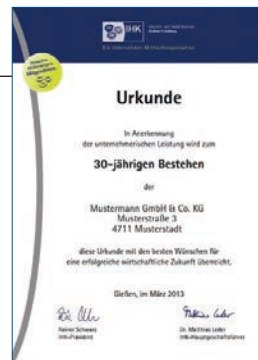 IHK
Urkunde
In Anerkennung
der unternehmerischen Leistung wird zum
30-jährigen Bestehen
der
Mustermann GmbH & Co. KG
Musterstraße 3
4711 Musterstadt
diese Urkunde mit den besten Wünschen für
eine erfolgreiche wirtschaftliche Zukunft überreicht.
Gießen, im März 2013
Rainer Schwarz
IHK-Präsident
Dr. Matthias Leder
IHK-Hauptgeschäftsführer